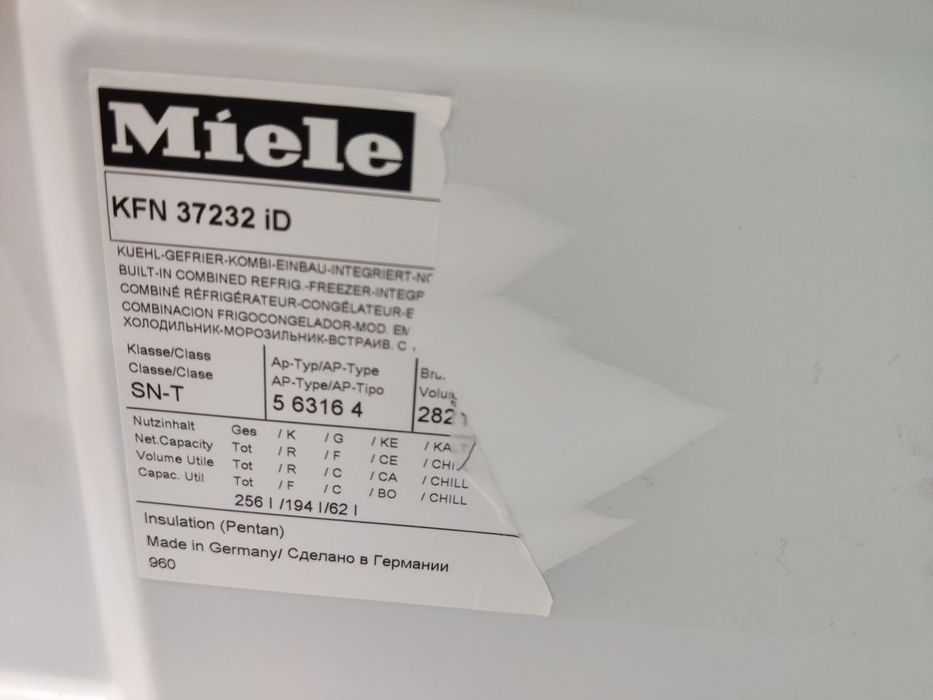 Miele
KFN 37232 iD
KUEHL-GEFRIER-KOMBI-EINBAU-INTEGRIERT-NO
BUILT-IN COMBINED REFRIG.-FREEZER-INTEGR
COMBINÉ RÉFRIGÉRATEUR-CONGÉLATEUR-E
COMBINACION FRIGOCONGELADOR-MOD. EM
ХОЛОДИЛЬНИК-МОРОЗИЛЬНИК-ВСТРАИВ. С
Klasse/Class
Classe/Clase
SN-T
Ap-Typ/AP-Type
AP-Type/AP-Tipo
5 6316 4
Bru.
Volu
282 l
Nutzinhalt Ges / K / G / KE / KA
Net.Capacity Tot / R / F / CE / CHI
Volume Utile Tot / R / C / CA / CHILL
Capac. Util Tot / F / C / BO / CHILL
256 l /194 l/62 l
Insulation (Pentan)
Made in Germany/ Сделано в Германии
960